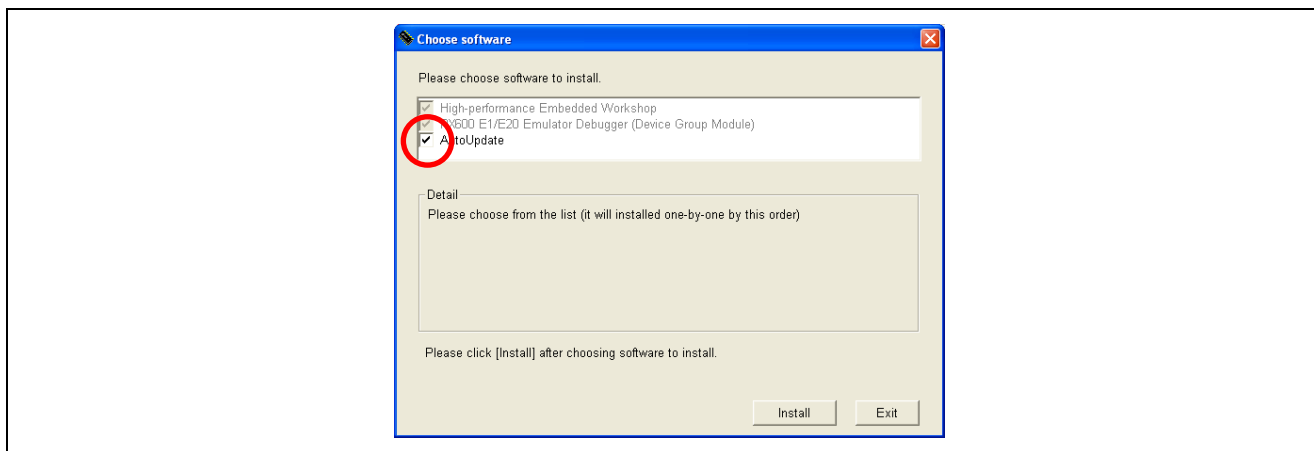 Choose software
Please choose software to install.
High-performance Embedded Workshop
RX600 E1/E20 Emulator Debugger (Device Group Module)
AutoUpdate
Detail
Please choose from the list (it will installed one-by-one by this order)
Please click [Install] after choosing software to install.
Install Exit